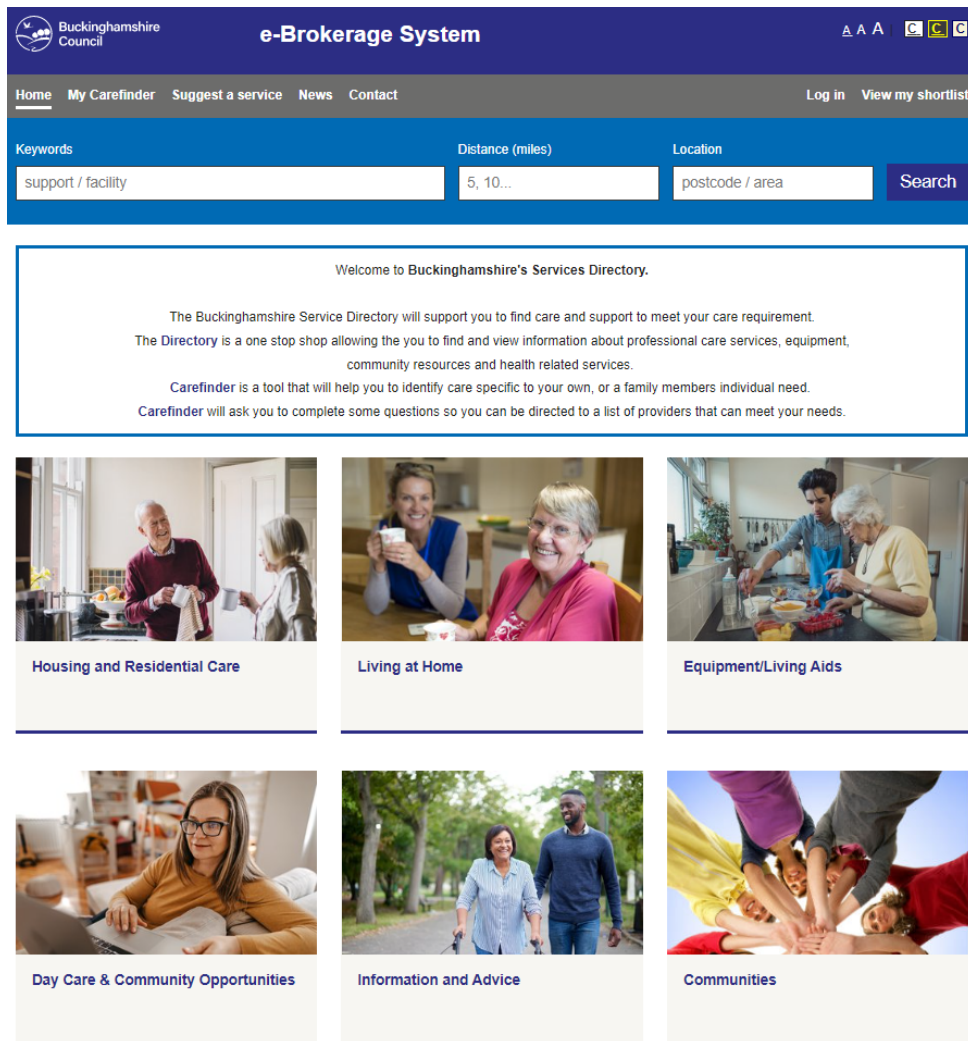 Buckinghamshire
Council
e-Brokerage System
A A A C C C
Home My Carefinder Suggest a service News Contact Log in View my shortlist
Keywords Distance (miles) Location
support / facility 5, 10... postcode / area Search
Welcome to Buckinghamshire's Services Directory.
The Buckinghamshire Service Directory will support you to find care and support to meet your care requirement.
The Directory is a one stop shop allowing the you to find and view information about professional care services, equipment,
community resources and health related services.
Carefinder is a tool that will help you to identify care specific to your own, or a family members individual need.
Carefinder will ask you to complete some questions so you can be directed to a list of providers that can meet your needs.
Housing and Residential Care Living at Home Equipment/Living Aids
Day Care & Community Opportunities Information and Advice Communities